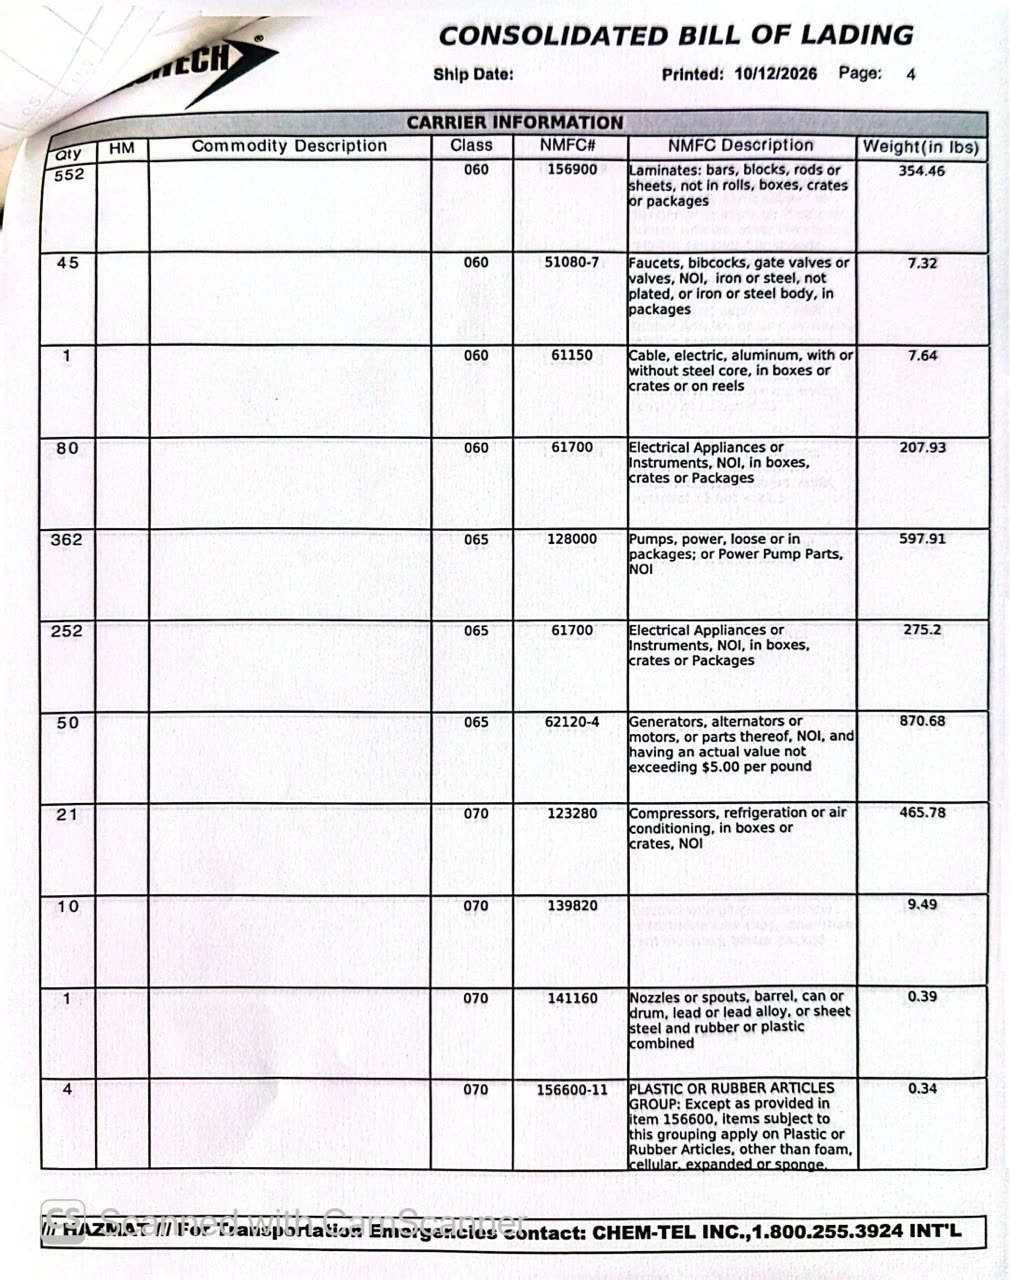 CONSOLIDATED BILL OF LADING
Ship Date: Printed: 10/12/2026 Page: 4
CARRIER INFORMATION
Qty HM Commodity Description Class NMFC# NMFC Description Weight(in lbs)
552 060 156900 Laminates: bars, blocks, rods or 354.46
sheets, not in rolls, boxes, crates
or packages
45 060 51080-7 Faucets, bibcocks, gate valves or 7.32
valves, NOI, iron or steel, not
plated, or iron or steel body, in
packages
1 060 61150 Cable, electric, aluminum, with or 7.64
without steel core, in boxes or
crates or on reels
80 060 61700 Electrical Appliances or 207.93
Instruments, NOI, in boxes,
crates or Packages
362 065 128000 Pumps, power, loose or in 597.91
packages; or Power Pump Parts,
NOI
252 065 61700 Electrical Appliances or 275.2
Instruments, NOI, in boxes,
crates or Packages
50 065 62120-4 Generators, alternators or 870.68
motors, or parts thereof, NOI, and
having an actual value not
exceeding $5.00 per pound
21 070 123280 Compressors, refrigeration or air 465.78
conditioning, in boxes or
crates, NOI
10 070 139820 9.49
1 070 141160 Nozzles or spouts, barrel, can or 0.39
drum, lead or lead alloy, or sheet
steel and rubber or plastic
combined
4 070 156600-11 PLASTIC OR RUBBER ARTICLES 0.34
GROUP: Except as provided in
item 156600, items subject to
this grouping apply on Plastic or
Rubber Articles, other than foam,
cellular, expanded or sponge.
CS Scanned with CamScanner
/// HAZMAT /// For Transportation Emergencies contact: CHEM-TEL INC.,1.800.255.3924 INT'L